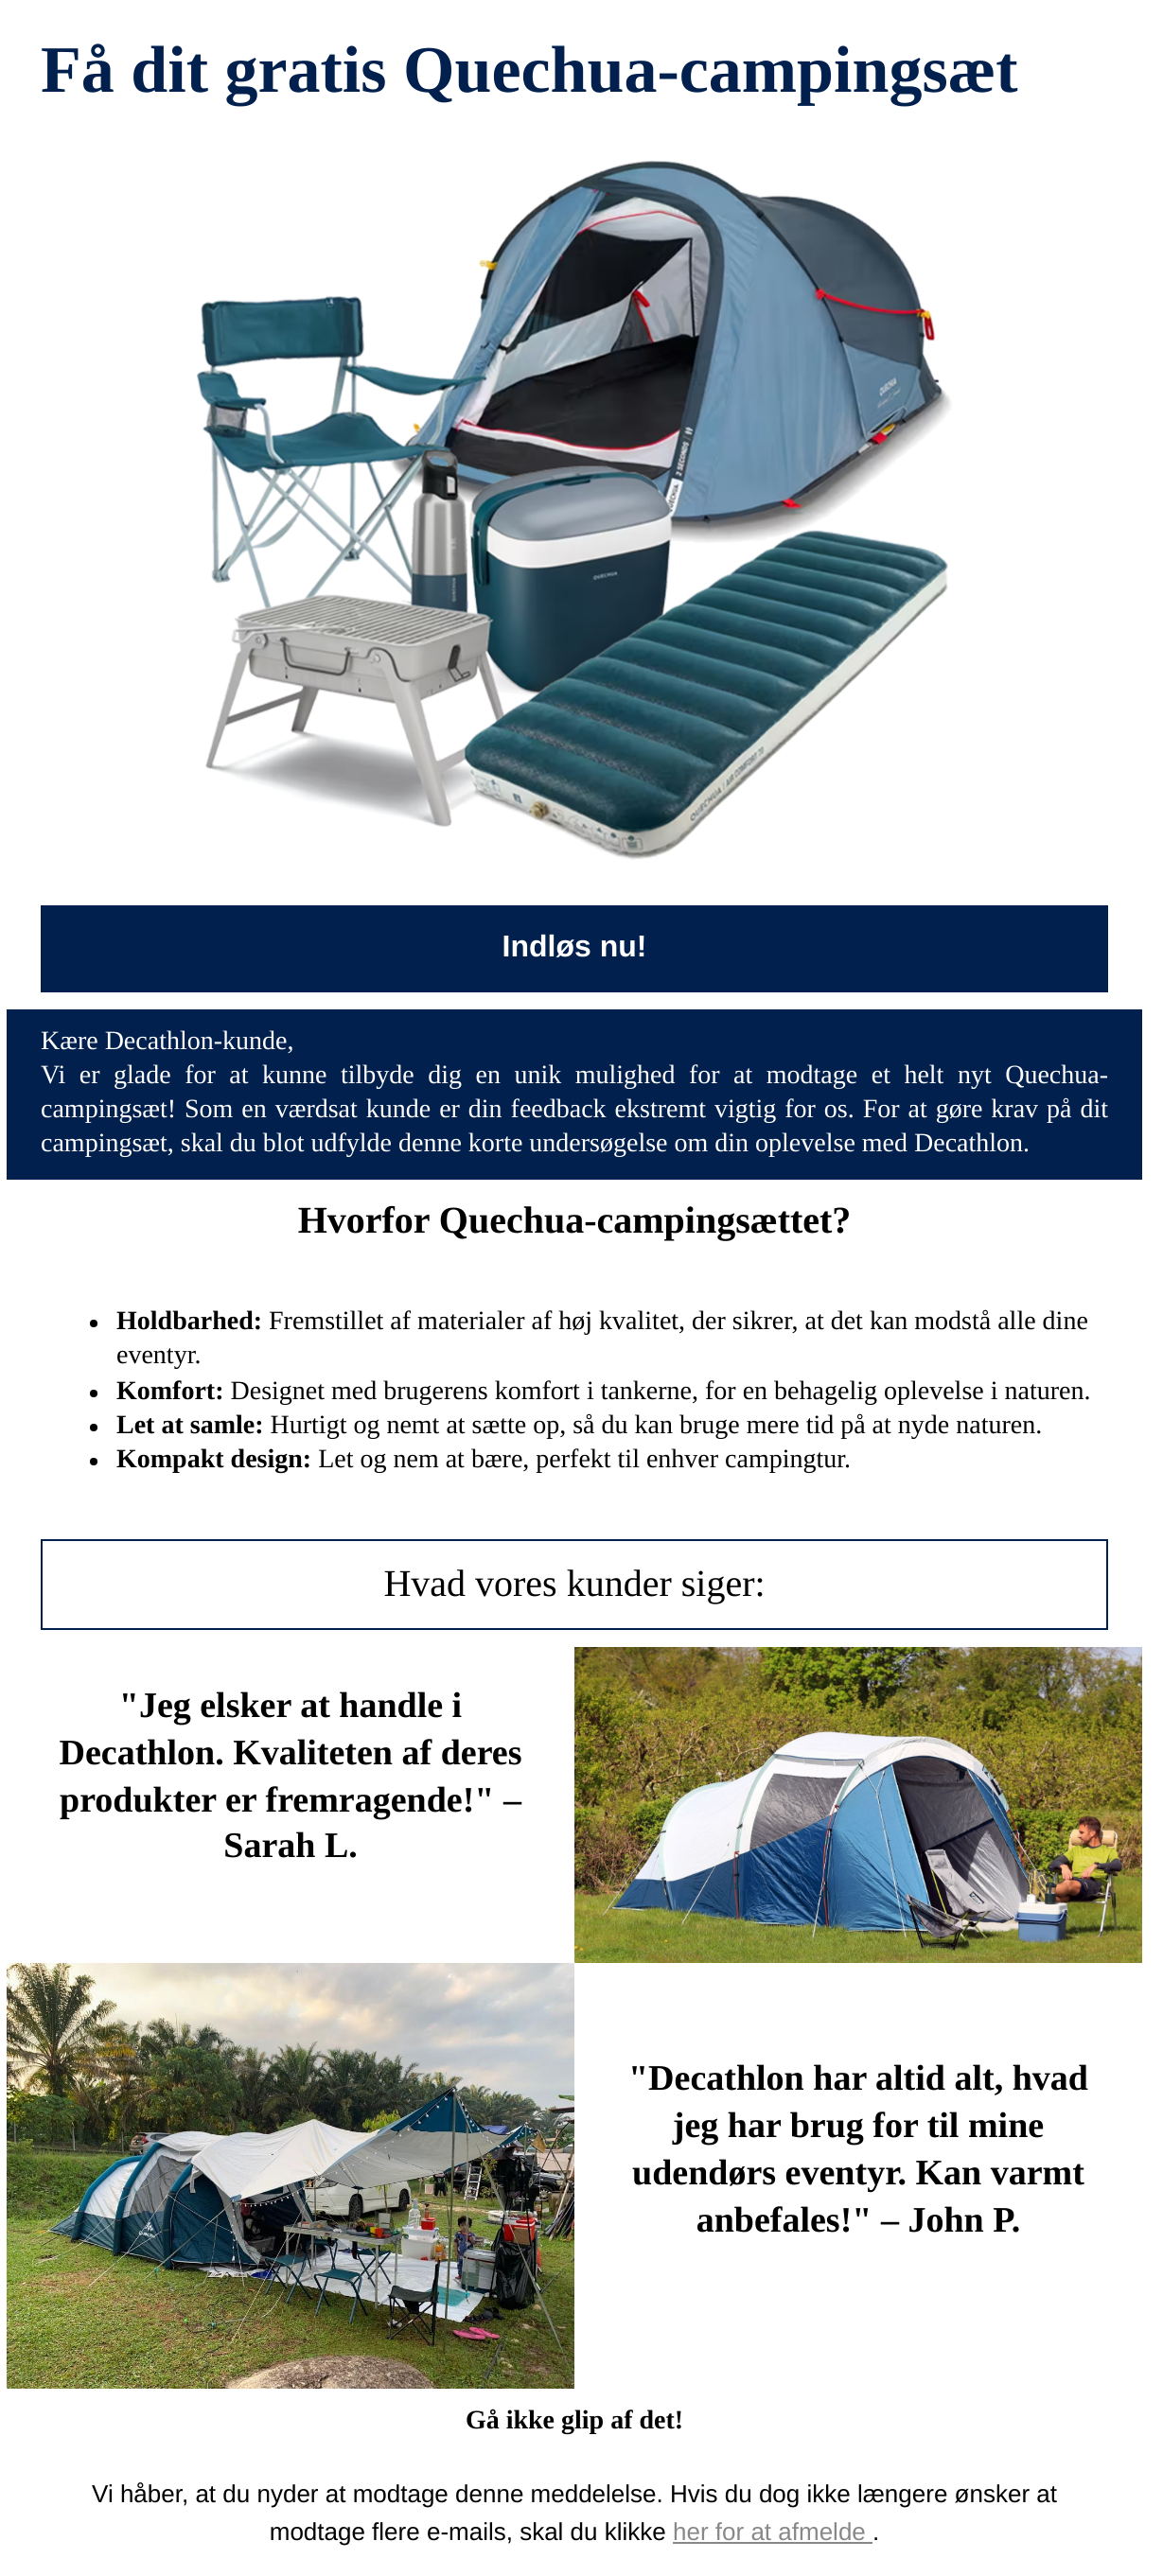 Få dit gratis Quechua-campingsæt
QUECHUA
2 SECONDS
QUECHUA
QUECHUA
QUECHUA | AIR COMFORT 70
Indløs nu!
Kære Decathlon-kunde,
Vi er glade for at kunne tilbyde dig en unik mulighed for at modtage et helt nyt Quechua-
campingsæt! Som en værdsat kunde er din feedback ekstremt vigtig for os. For at gøre krav på dit
campingsæt, skal du blot udfylde denne korte undersøgelse om din oplevelse med Decathlon.
Hvorfor Quechua-campingsættet?
• Holdbarhed: Fremstillet af materialer af høj kvalitet, der sikrer, at det kan modstå alle dine
eventyr.
• Komfort: Designet med brugerens komfort i tankerne, for en behagelig oplevelse i naturen.
• Let at samle: Hurtigt og nemt at sætte op, så du kan bruge mere tid på at nyde naturen.
• Kompakt design: Let og nem at bære, perfekt til enhver campingtur.
Hvad vores kunder siger:
"Jeg elsker at handle i
Decathlon. Kvaliteten af deres
produkter er fremragende!" –
Sarah L.
"Decathlon har altid alt, hvad
jeg har brug for til mine
udendørs eventyr. Kan varmt
anbefales!" – John P.
Gå ikke glip af det!
Vi håber, at du nyder at modtage denne meddelelse. Hvis du dog ikke længere ønsker at
modtage flere e-mails, skal du klikke her for at afmelde .